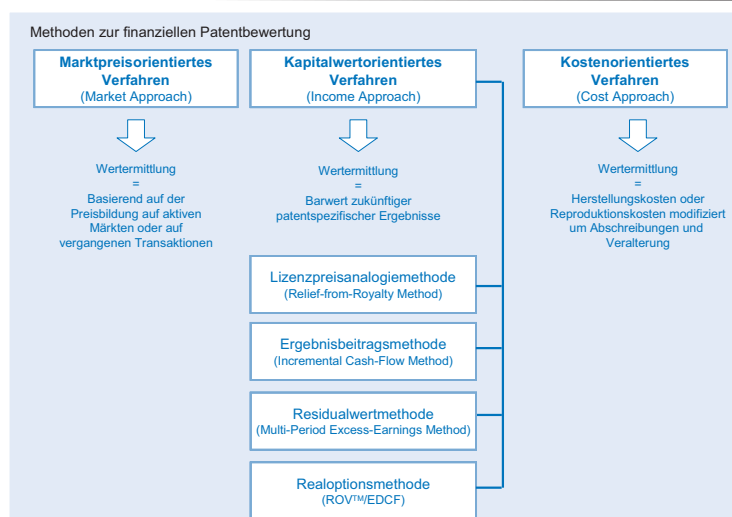 Methoden zur finanziellen Patentbewertung
Marktpreisorientiertes
Verfahren
(Market Approach)
Wertermittlung
=
Basierend auf der
Preisbildung auf aktiven
Märkten oder auf
vergangenen Transaktionen
Kapitalwertorientiertes
Verfahren
(Income Approach)
Wertermittlung
=
Barwert zukünftiger
patentspezifischer Ergebnisse
Lizenzpreisanalogiemethode
(Relief-from-Royalty Method)
Ergebnisbeitragsmethode
(Incremental Cash-Flow Method)
Residualwertmethode
(Multi-Period Excess-Earnings Method)
Realoptionsmethode
(ROV™/EDCF)
Kostenorientiertes
Verfahren
(Cost Approach)
Wertermittlung
=
Herstellungskosten oder
Reproduktionskosten modifiziert
um Abschreibungen und
Veralterung